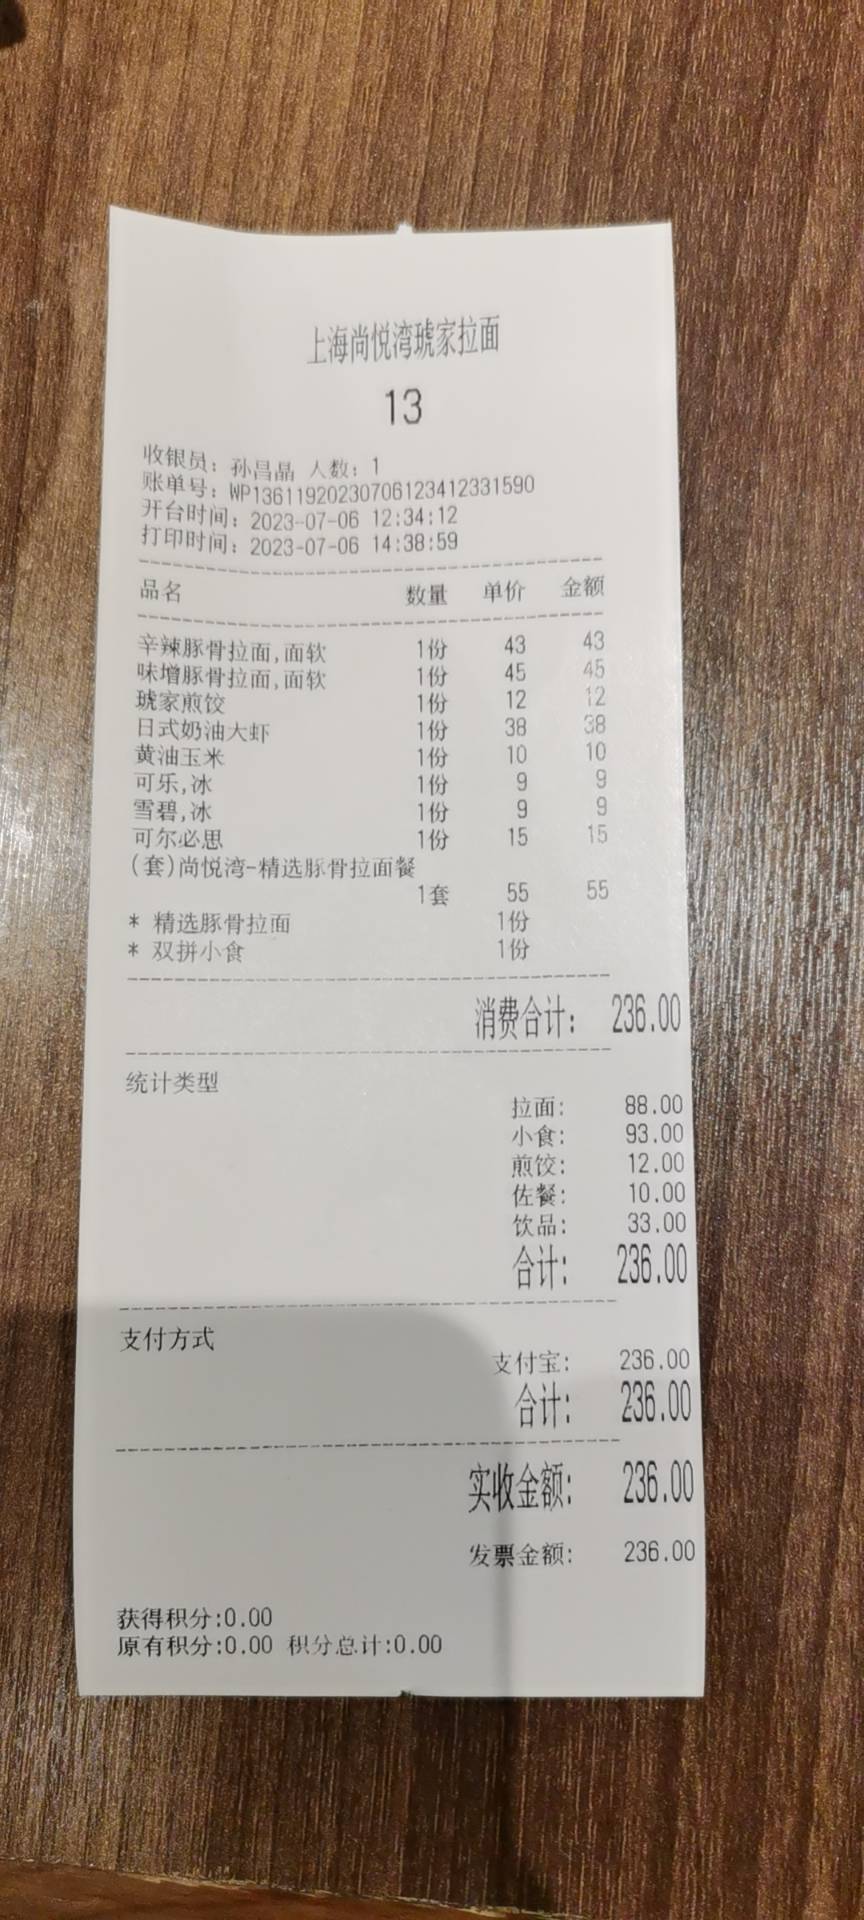 上海尚悦湾琥家拉面
13
收银员: 孙昌晶 人数: 1
账单号: WP13611920230706123412331590
开台时间: 2023-07-06 12:34:12
打印时间: 2023-07-06 14:38:59
品名 数量 单价 金额
辛辣豚骨拉面,面软 1份 43 43
味增豚骨拉面,面软 1份 45 45
琥家煎饺 1份 12 12
日式奶油大虾 1份 38 38
黄油玉米 1份 10 10
可乐,冰 1份 9 9
雪碧,冰 1份 9 9
可尔必思 1份 15 15
(套)尚悦湾-精选豚骨拉面餐
1套 55 55
* 精选豚骨拉面 1份
* 双拼小食 1份
消费合计: 236.00
统计类型
拉面: 88.00
小食: 93.00
煎饺: 12.00
佐餐: 10.00
饮品: 33.00
合计: 236.00
支付方式
支付宝: 236.00
合计: 236.00
实收金额: 236.00
发票金额: 236.00
获得积分:0.00
原有积分:0.00 积分总计:0.00